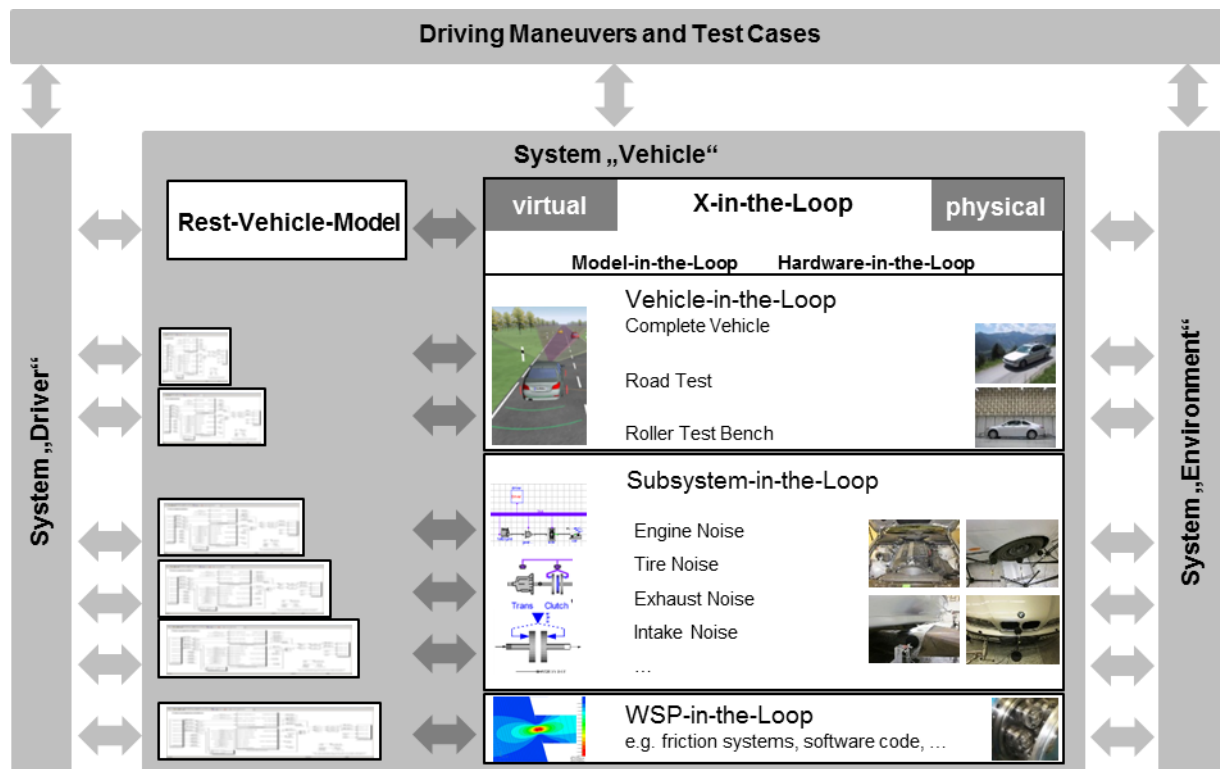 Driving Maneuvers and Test Cases
System „Driver“
System „Vehicle“
Rest-Vehicle-Model
virtual
X-in-the-Loop
physical
Model-in-the-Loop
Hardware-in-the-Loop
Vehicle-in-the-Loop
Complete Vehicle
Road Test
Roller Test Bench
Subsystem-in-the-Loop
Engine Noise
Tire Noise
Exhaust Noise
Intake Noise
...
Trans Clutch
WSP-in-the-Loop
e.g. friction systems, software code, ...
System „Environment“